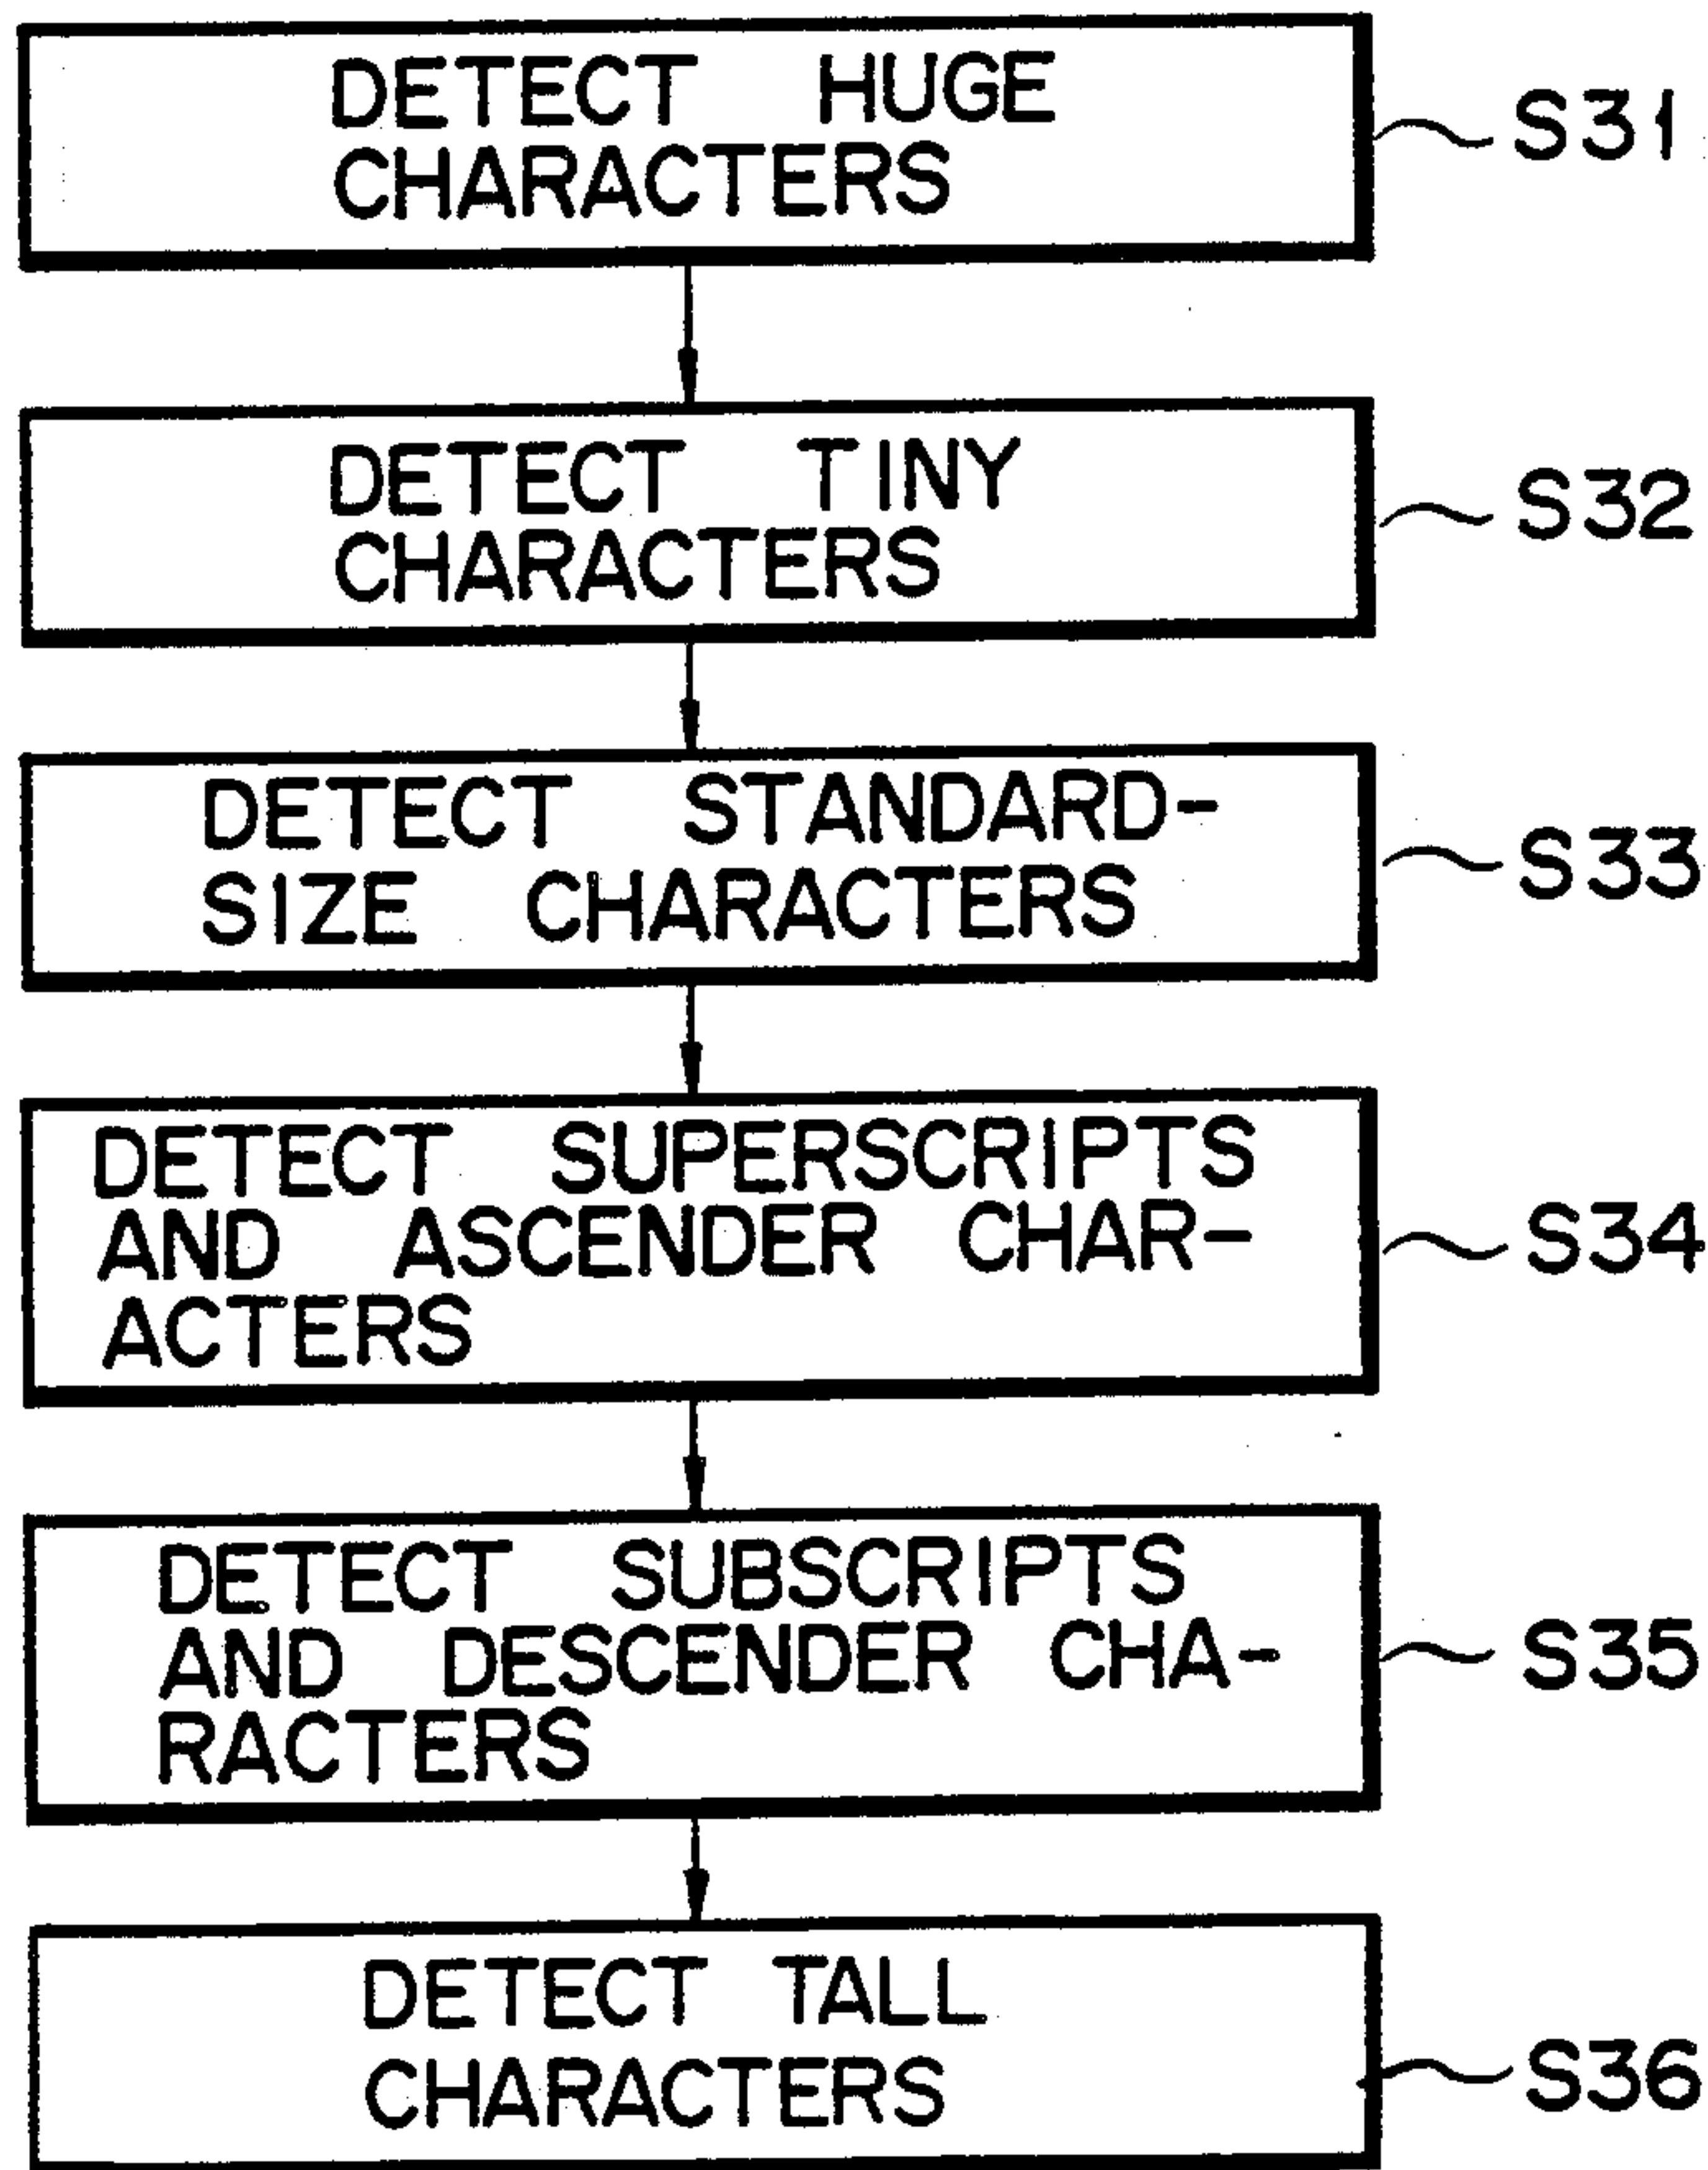 DETECT HUGE
CHARACTERS
S31
DETECT TINY
CHARACTERS
S32
DETECT STANDARD-
SIZE CHARACTERS
S33
DETECT SUPERSCRIPTS
AND ASCENDER CHAR-
ACTERS
S34
DETECT SUBSCRIPTS
AND DESCENDER CHA-
RACTERS
S35
DETECT TALL
CHARACTERS
S36